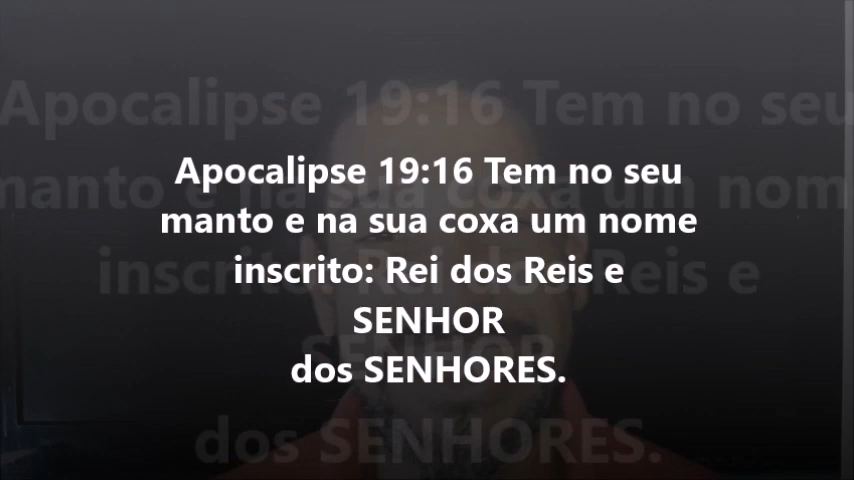 Apocalipse 19:16 Tem no seu
manto e na sua coxa um nome
inscrito: Rei dos Reis e
SENHOR
dos SENHORES.